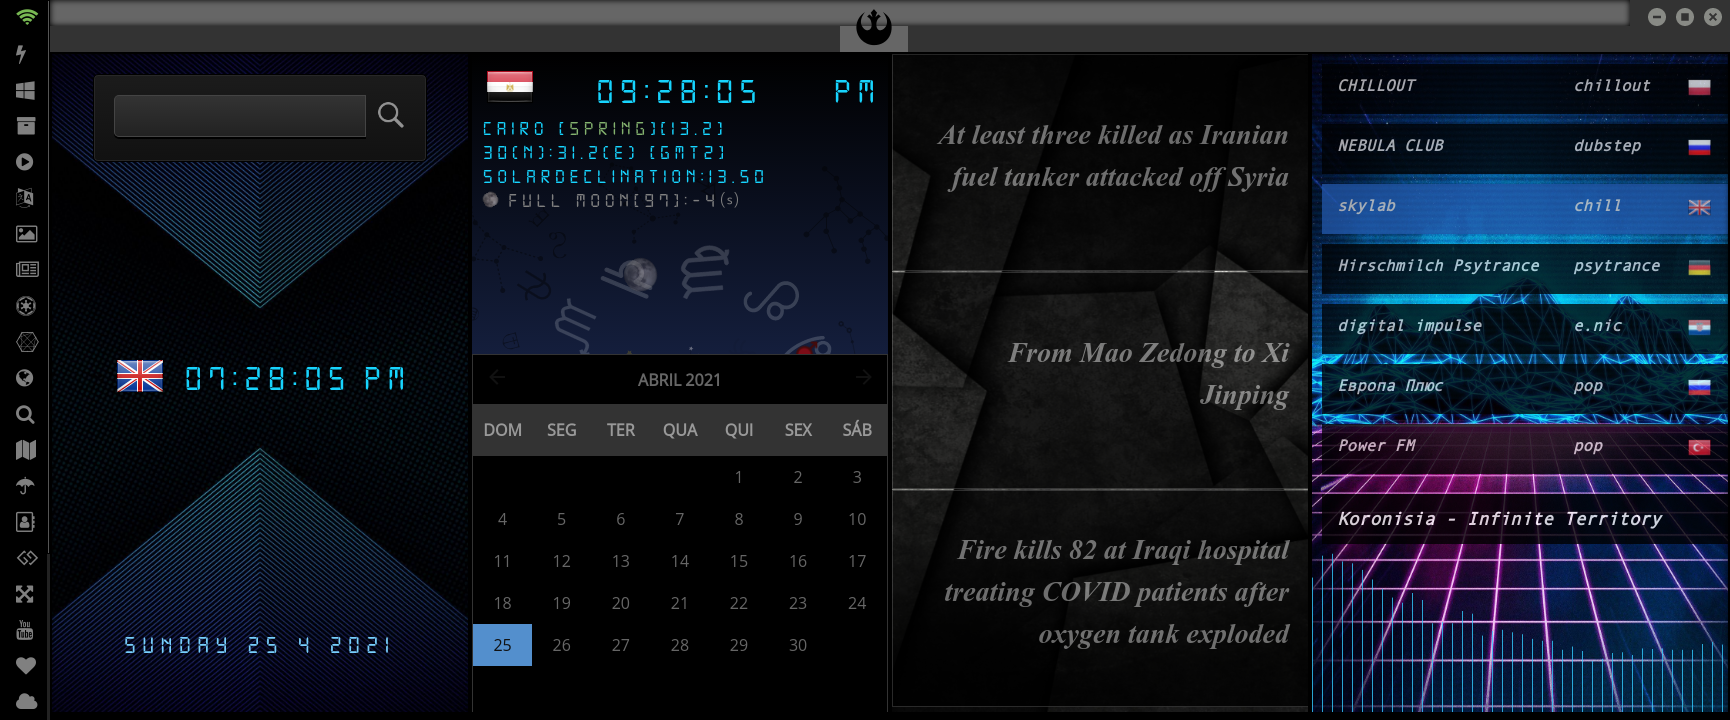 07:28:05 PM
SUNDAY 25 4 2021
09:28:05 PM
CAIRO [SPRING][13.2]
30(N):31.2(E) [GMT2]
SOLARDECLINATION:13.50
FULL MOON[97]:-4(s)
ABRIL 2021
DOM SEG TER QUA QUI SEX SÁB
1 2 3
4 5 6 7 8 9 10
11 12 13 14 15 16 17
18 19 20 21 22 23 24
25 26 27 28 29 30
At least three killed as Iranian
fuel tanker attacked off Syria
From Mao Zedong to Xi
Jinping
Fire kills 82 at Iraqi hospital
treating COVID patients after
oxygen tank exploded
CHILLOUT chillout
NEBULA CLUB dubstep
skylab chill
Hirschmilch Psytrance psytrance
digital impulse e.nic
Европа Плюс pop
Power FM pop
Koronisia - Infinite Territory
You
Tube